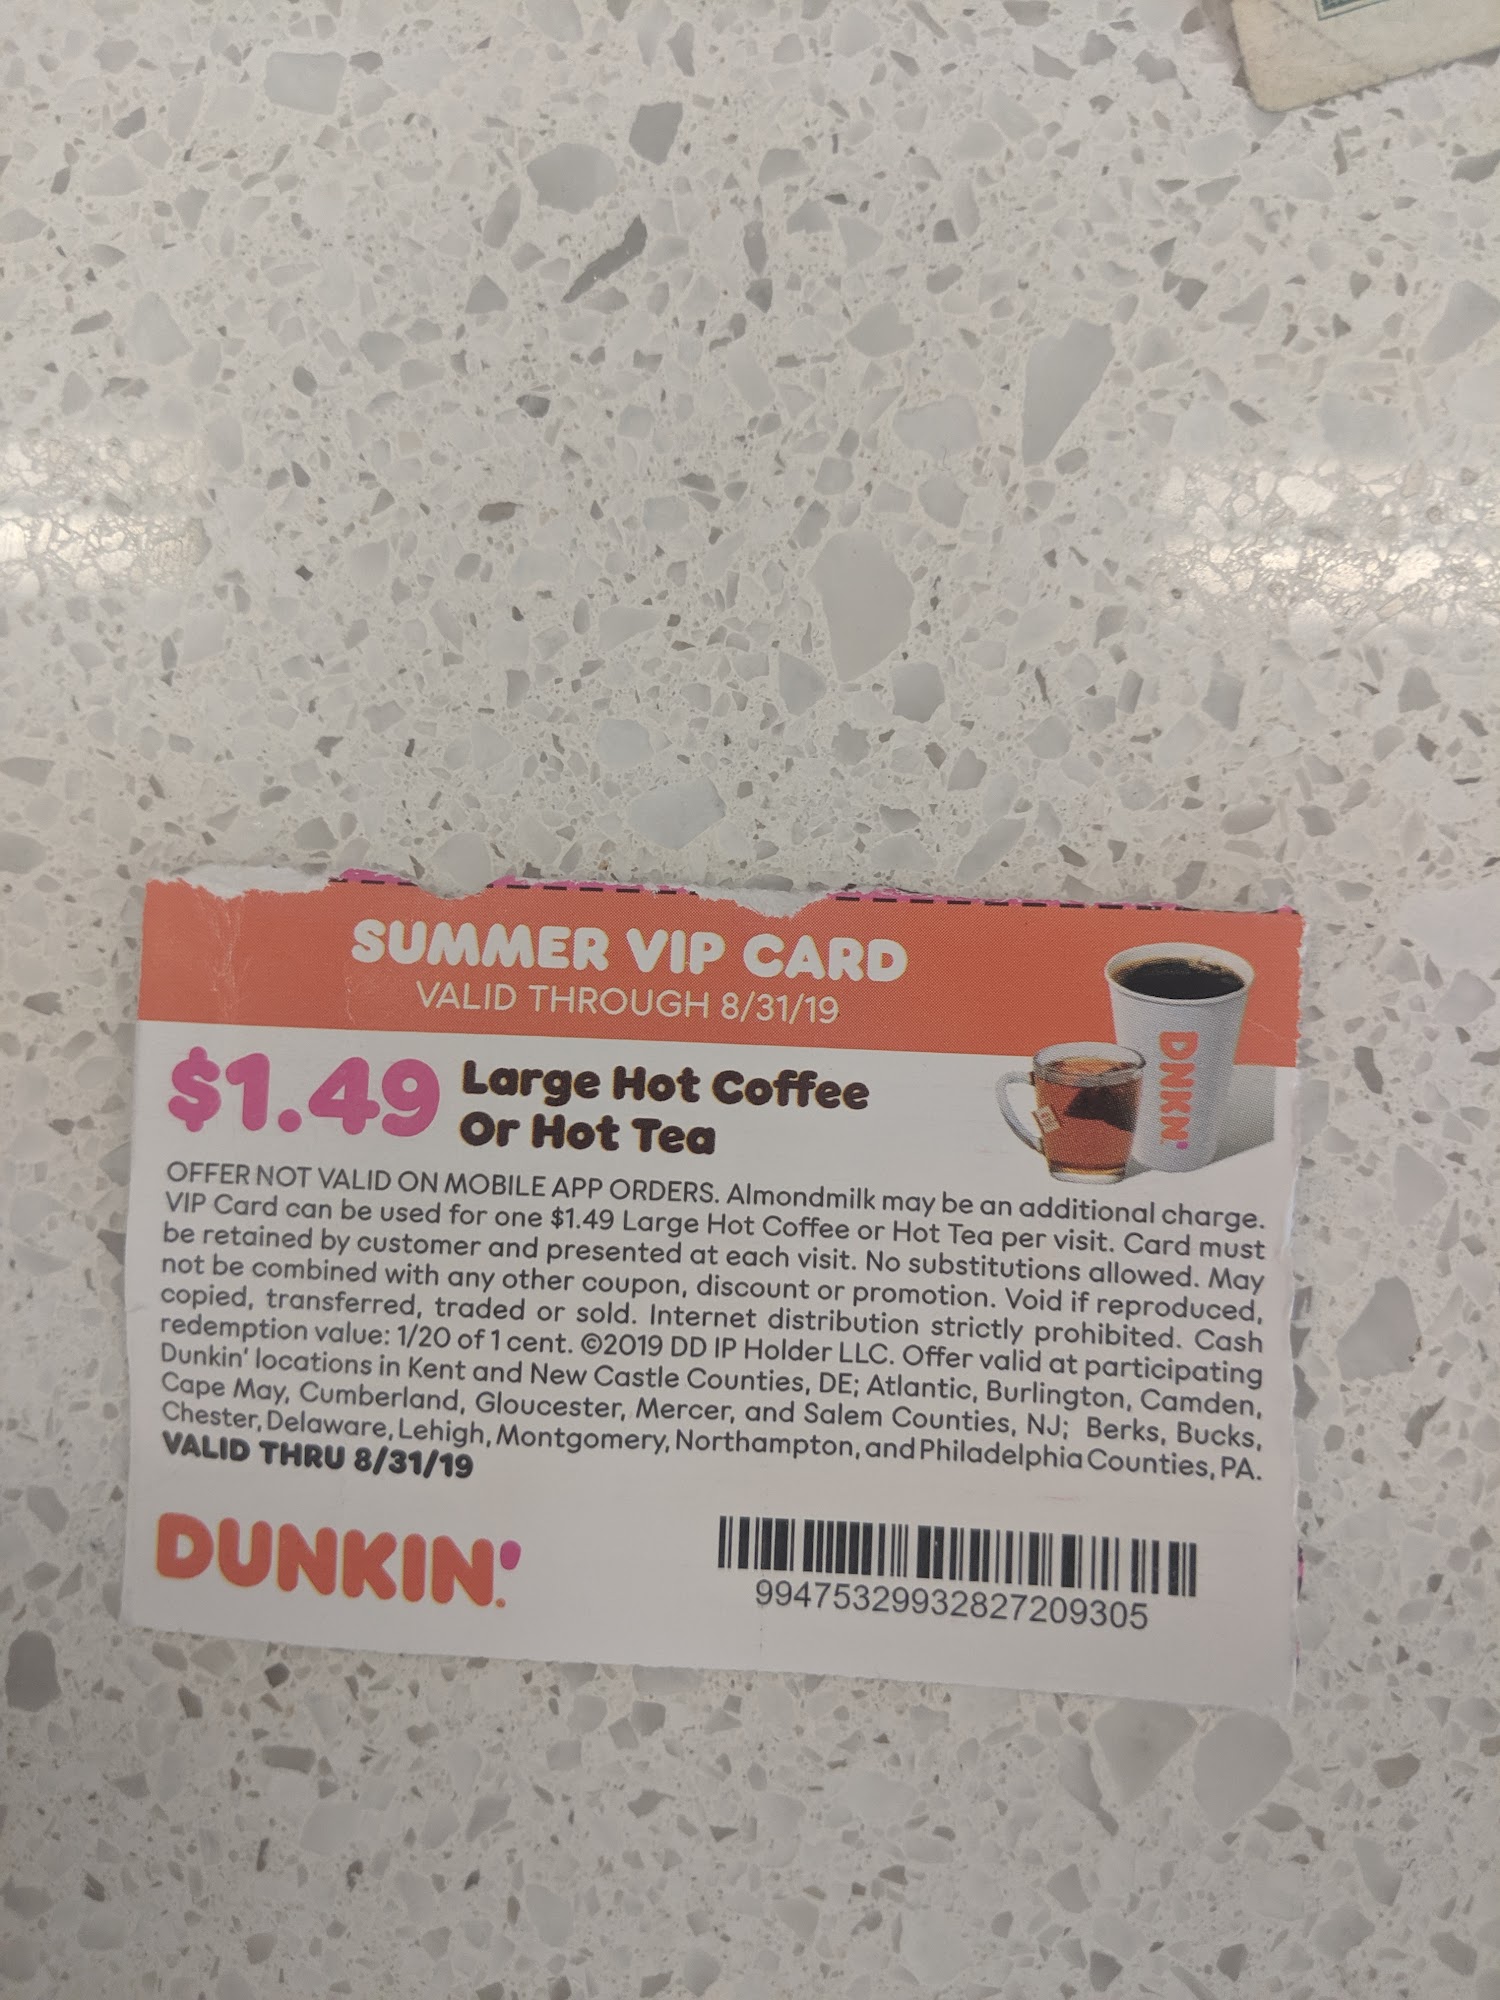 SUMMER VIP CARD
VALID THROUGH 8/31/19
$1.49 Large Hot Coffee
Or Hot Tea
DUNKIN'
OFFER NOT VALID ON MOBILE APP ORDERS. Almondmilk may be an additional charge.
VIP Card can be used for one $1.49 Large Hot Coffee or Hot Tea per visit. Card must
be retained by customer and presented at each visit. No substitutions allowed. May
not be combined with any other coupon, discount or promotion. Void if reproduced,
copied, transferred, traded or sold. Internet distribution strictly prohibited. Cash
redemption value: 1/20 of 1 cent. ©2019 DD IP Holder LLC. Offer valid at participating
Dunkin' locations in Kent and New Castle Counties, DE; Atlantic, Burlington, Camden,
Cape May, Cumberland, Gloucester, Mercer, and Salem Counties, NJ; Berks, Bucks,
Chester, Delaware, Lehigh, Montgomery, Northampton, and Philadelphia Counties, PA.
VALID THRU 8/31/19
DUNKIN'
99475329932827209305